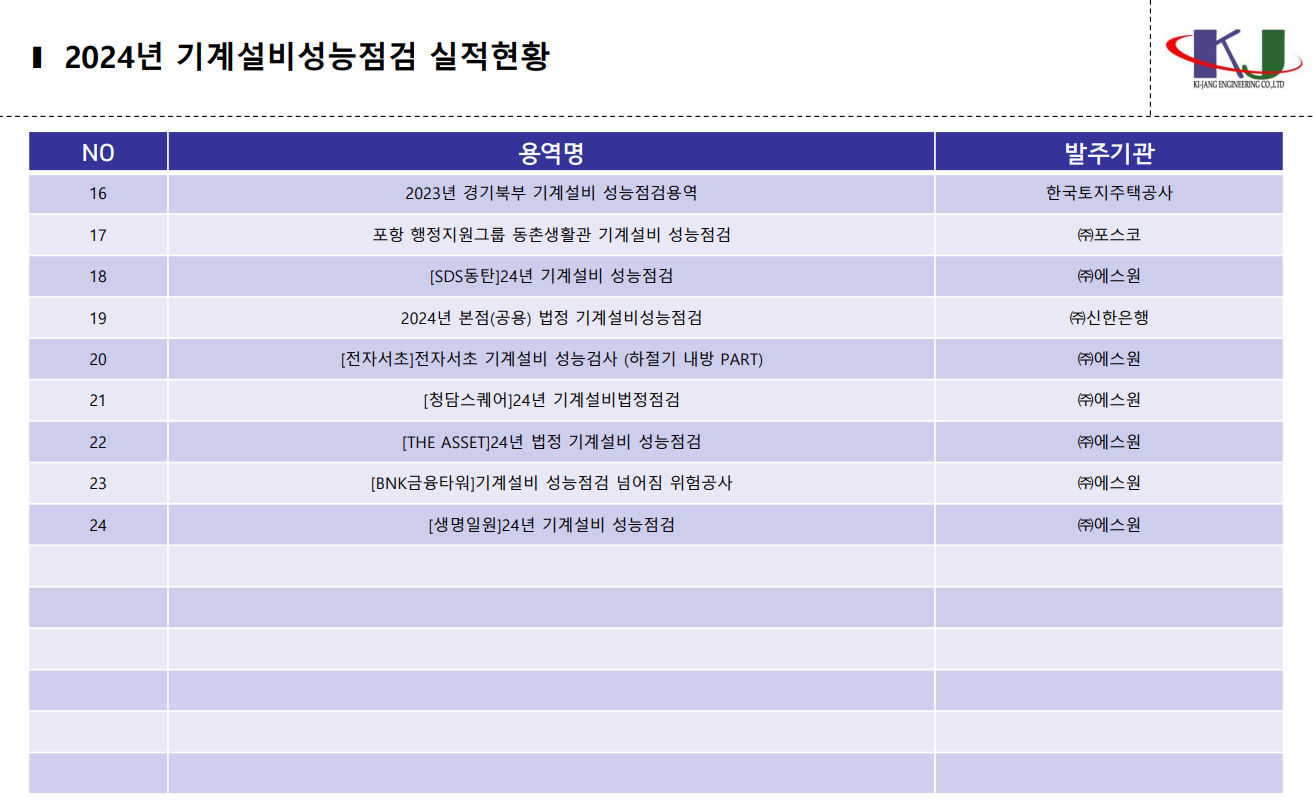 2024년 기계설비성능점검 실적현황
KJ
KI-JANG ENGINEERING CO.,LTD
NO 용역명 발주기관
16 2023년 경기북부 기계설비 성능점검용역 한국토지주택공사
17 포항 행정지원그룹 동촌생활관 기계설비 성능점검 ㈜포스코
18 [SDS동탄]24년 기계설비 성능점검 ㈜에스원
19 2024년 본점(공용) 법정 기계설비성능점검 ㈜신한은행
20 [전자서초]전자서초 기계설비 성능검사 (하절기 내방 PART) ㈜에스원
21 [청담스퀘어]24년 기계설비법정점검 ㈜에스원
22 [THE ASSET]24년 법정 기계설비 성능점검 ㈜에스원
23 [BNK금융타워]기계설비 성능점검 넘어짐 위험공사 ㈜에스원
24 [생명일원]24년 기계설비 성능점검 ㈜에스원